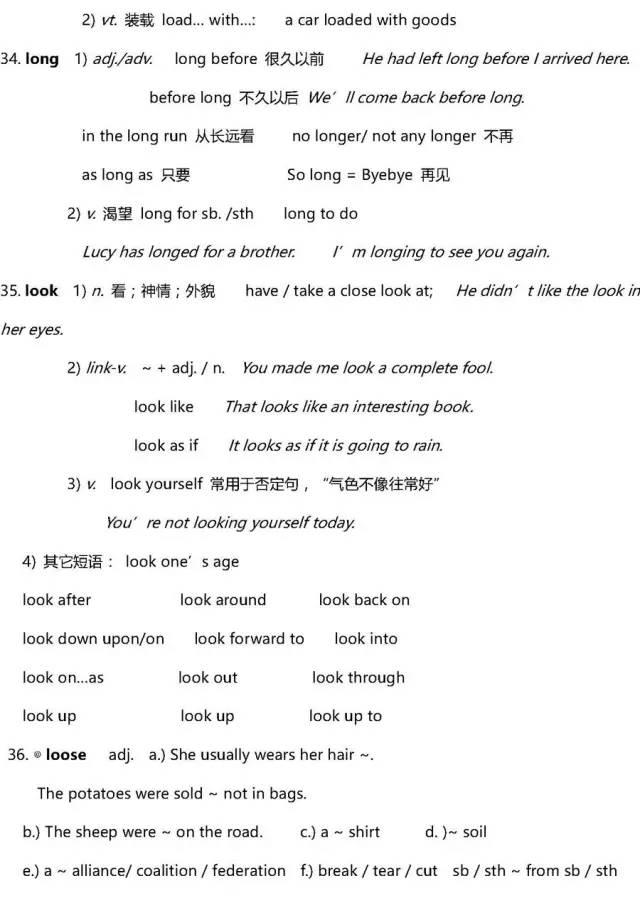 2) vt. 装载 load... with...: a car loaded with goods
34. long 1) adj./adv. long before 很久以前 He had left long before I arrived here.
before long 不久以后 We'll come back before long.
in the long run 从长远看 no longer/ not any longer 不再
as long as 只要 So long = Byebye 再见
2) v. 渴望 long for sb. /sth long to do
Lucy has longed for a brother. I'm longing to see you again.
35. look 1) n. 看；神情；外貌 have / take a close look at; He didn't like the look in
her eyes.
2) link-v. ~ + adj. / n. You made me look a complete fool.
look like That looks like an interesting book.
look as if It looks as if it is going to rain.
3) v. look yourself 常用于否定句，“气色不像往常好”
You're not looking yourself today.
4) 其它短语： look one's age
look after look around look back on
look down upon/on look forward to look into
look on...as look out look through
look up look up look up to
36. ⌾ loose adj. a.) She usually wears her hair ~.
The potatoes were sold ~ not in bags.
b.) The sheep were ~ on the road. c.) a ~ shirt d. )~ soil
e.) a ~ alliance/ coalition / federation f.) break / tear / cut sb / sth ~ from sb / sth